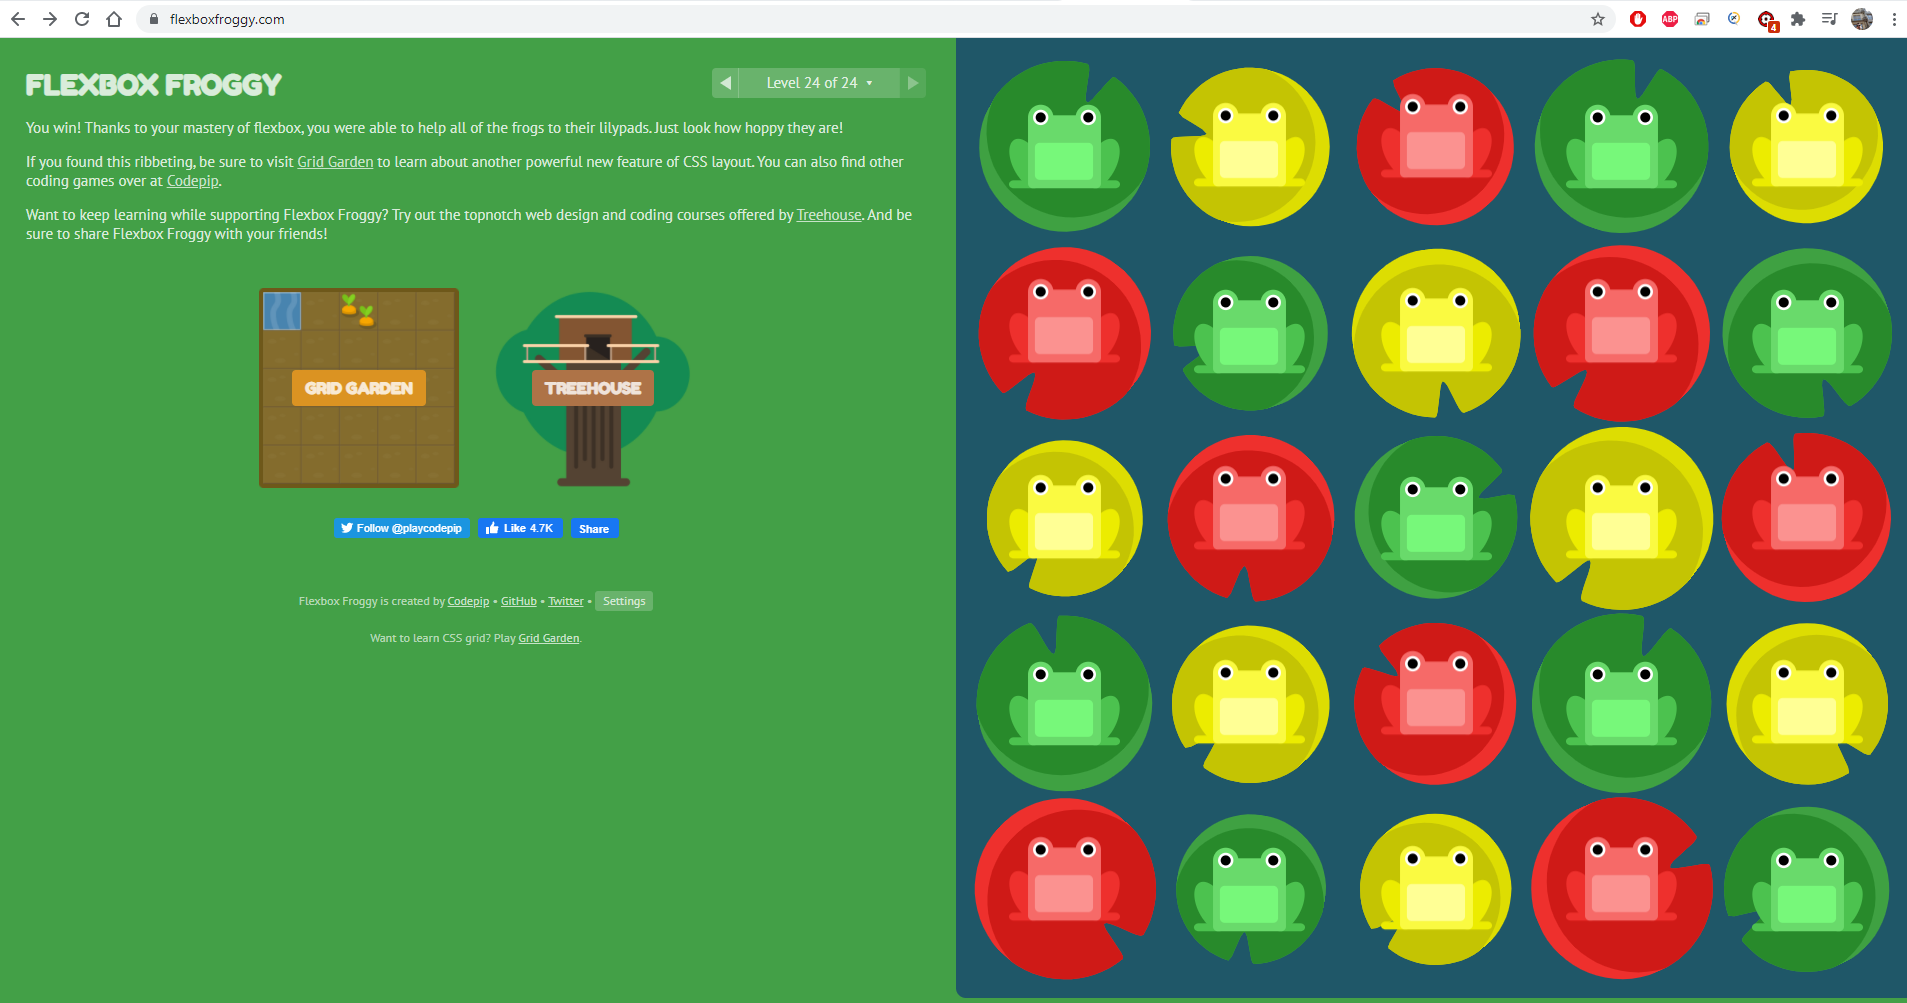 flexboxfroggy.com
ABP
4
FLEXBOX FROGGY
Level 24 of 24
You win! Thanks to your mastery of flexbox, you were able to help all of the frogs to their lilypads. Just look how hoppy they are!
If you found this ribbeting, be sure to visit Grid Garden to learn about another powerful new feature of CSS layout. You can also find other
coding games over at Codepip.
Want to keep learning while supporting Flexbox Froggy? Try out the topnotch web design and coding courses offered by Treehouse. And be
sure to share Flexbox Froggy with your friends!
GRID GARDEN
TREEHOUSE
Follow @playcodepip
Like 4.7K
Share
Flexbox Froggy is created by Codepip • GitHub • Twitter • Settings
Want to learn CSS grid? Play Grid Garden.